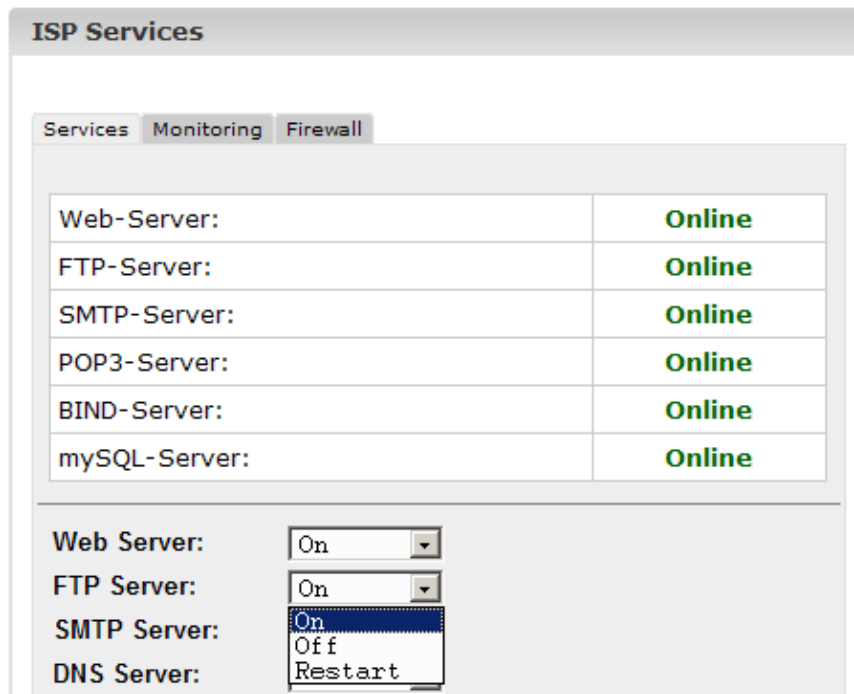 ISP Services
Services Monitoring Firewall
Web-Server: Online
FTP-Server: Online
SMTP-Server: Online
POP3-Server: Online
BIND-Server: Online
mySQL-Server: Online
Web Server: On
FTP Server: On
On
SMTP Server:
Off
Restart
DNS Server: